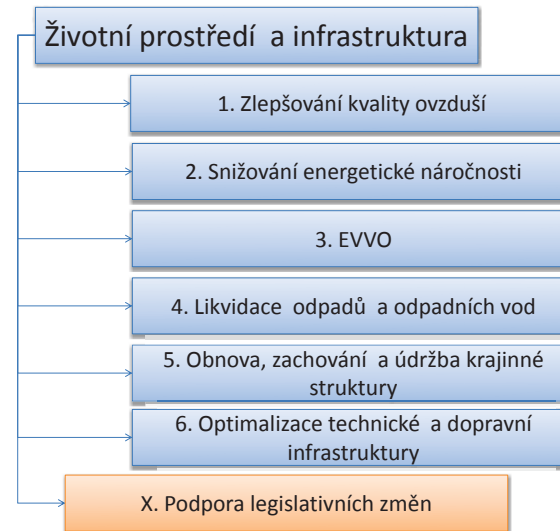 Životní prostředí a infrastruktura
1. Zlepšování kvality ovzduší
2. Snižování energetické náročnosti
3. EVVO
4. Likvidace odpadů a odpadních vod
5. Obnova, zachování a údržba krajinné
struktury
6. Optimalizace technické a dopravní
infrastruktury
X. Podpora legislativních změn